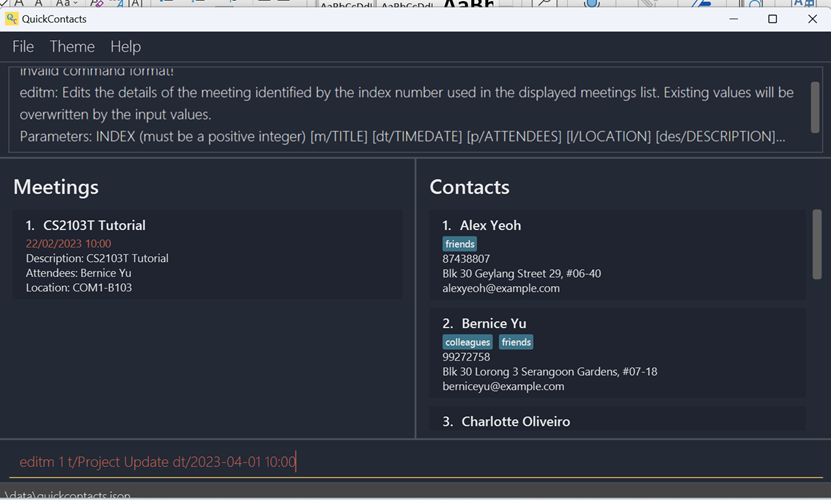 QuickContacts
File Theme Help
Invalid command format!
editm: Edits the details of the meeting identified by the index number used in the displayed meetings list. Existing values will be
overwritten by the input values.
Parameters: INDEX (must be a positive integer) [m/TITLE] [dt/TIMEDATE] [p/ATTENDEES] [l/LOCATION] [des/DESCRIPTION]...
Meetings
1. CS2103T Tutorial
22/02/2023 10:00
Description: CS2103T Tutorial
Attendees: Bernice Yu
Location: COM1-B103
Contacts
1. Alex Yeoh
friends
87438807
Blk 30 Geylang Street 29, #06-40
alexyeoh@example.com
2. Bernice Yu
colleagues friends
99272758
Blk 30 Lorong 3 Serangoon Gardens, #07-18
berniceyu@example.com
3. Charlotte Oliveiro
editm 1 t/Project Update dt/2023-04-01 10:00
\data\quickcontacts.json